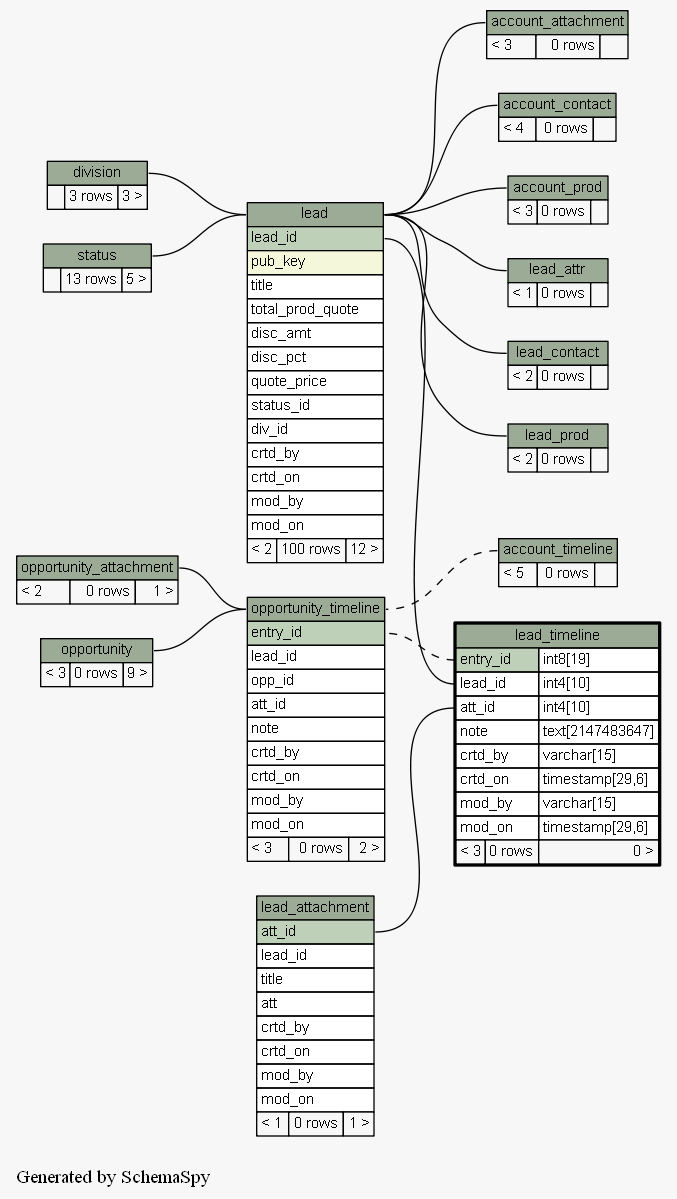 account_attachment
< 3 0 rows
account_contact
< 4 0 rows
division
3 rows 3 >
account_prod
< 3 0 rows
status
13 rows 5 >
lead
lead_id
pub_key
title
total_prod_quote
disc_amt
disc_pct
quote_price
status_id
div_id
crtd_by
crtd_on
mod_by
mod_on
< 2 100 rows 12 >
lead_attr
< 1 0 rows
lead_contact
< 2 0 rows
lead_prod
< 2 0 rows
account_timeline
< 5 0 rows
opportunity_attachment
< 2 0 rows 1 >
opportunity
< 3 0 rows 9 >
opportunity_timeline
entry_id
lead_id
opp_id
att_id
note
crtd_by
crtd_on
mod_by
mod_on
< 3 0 rows 2 >
lead_timeline
entry_id int8[19]
lead_id int4[10]
att_id int4[10]
note text[2147483647]
crtd_by varchar[15]
crtd_on timestamp[29,6]
mod_by varchar[15]
mod_on timestamp[29,6]
< 3 0 rows 0 >
lead_attachment
att_id
lead_id
title
att
crtd_by
crtd_on
mod_by
mod_on
< 1 0 rows 1 >
Generated by SchemaSpy